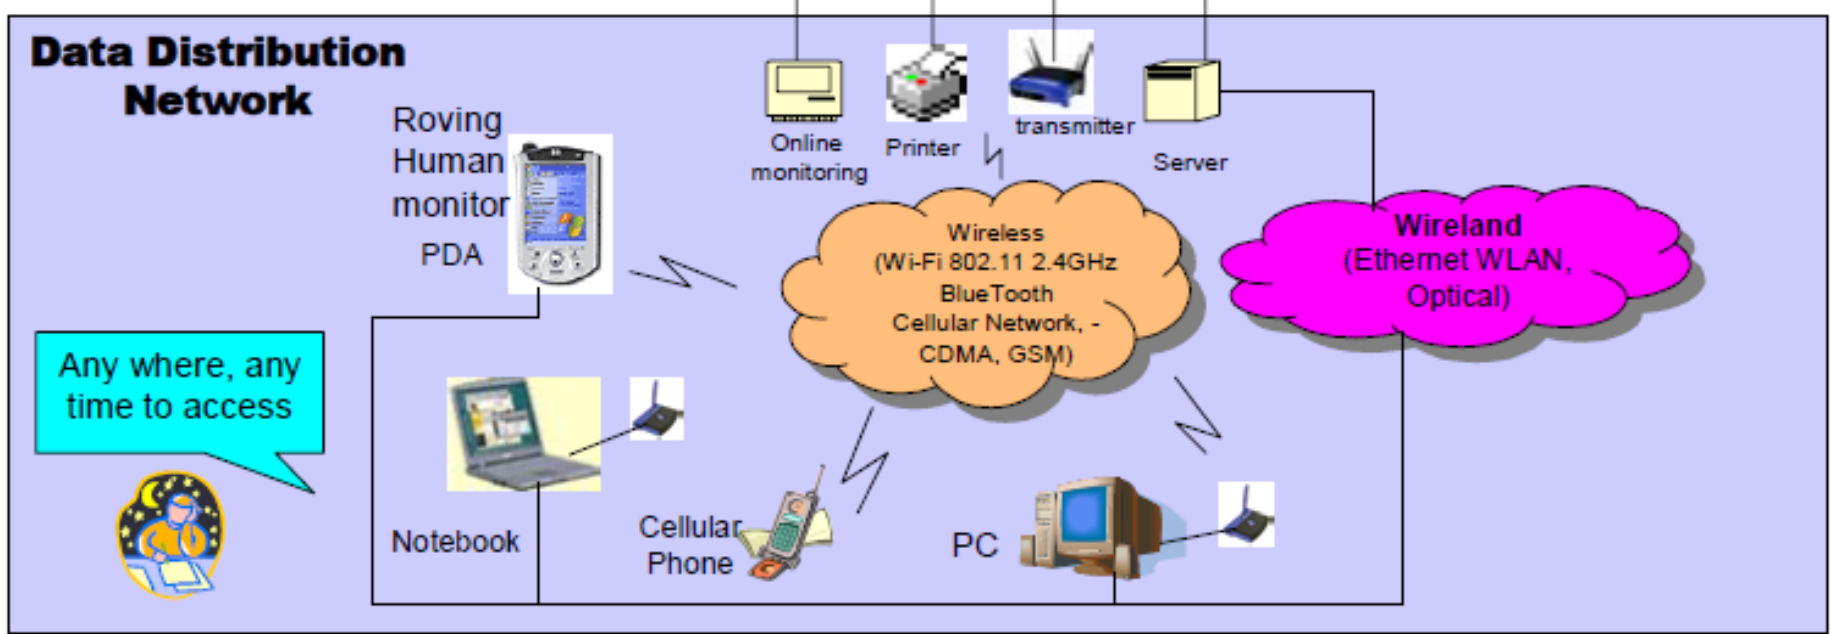 Data Distribution
Network
Roving
Human
monitor
PDA
Online
monitoring
Printer
transmitter
Server
Wireless
(Wi-Fi 802.11 2.4GHz
BlueTooth
Cellular Network, -
CDMA, GSM)
Wireland
(Ethernet WLAN,
Optical)
Any where, any
time to access
Notebook
Cellular
Phone
PC